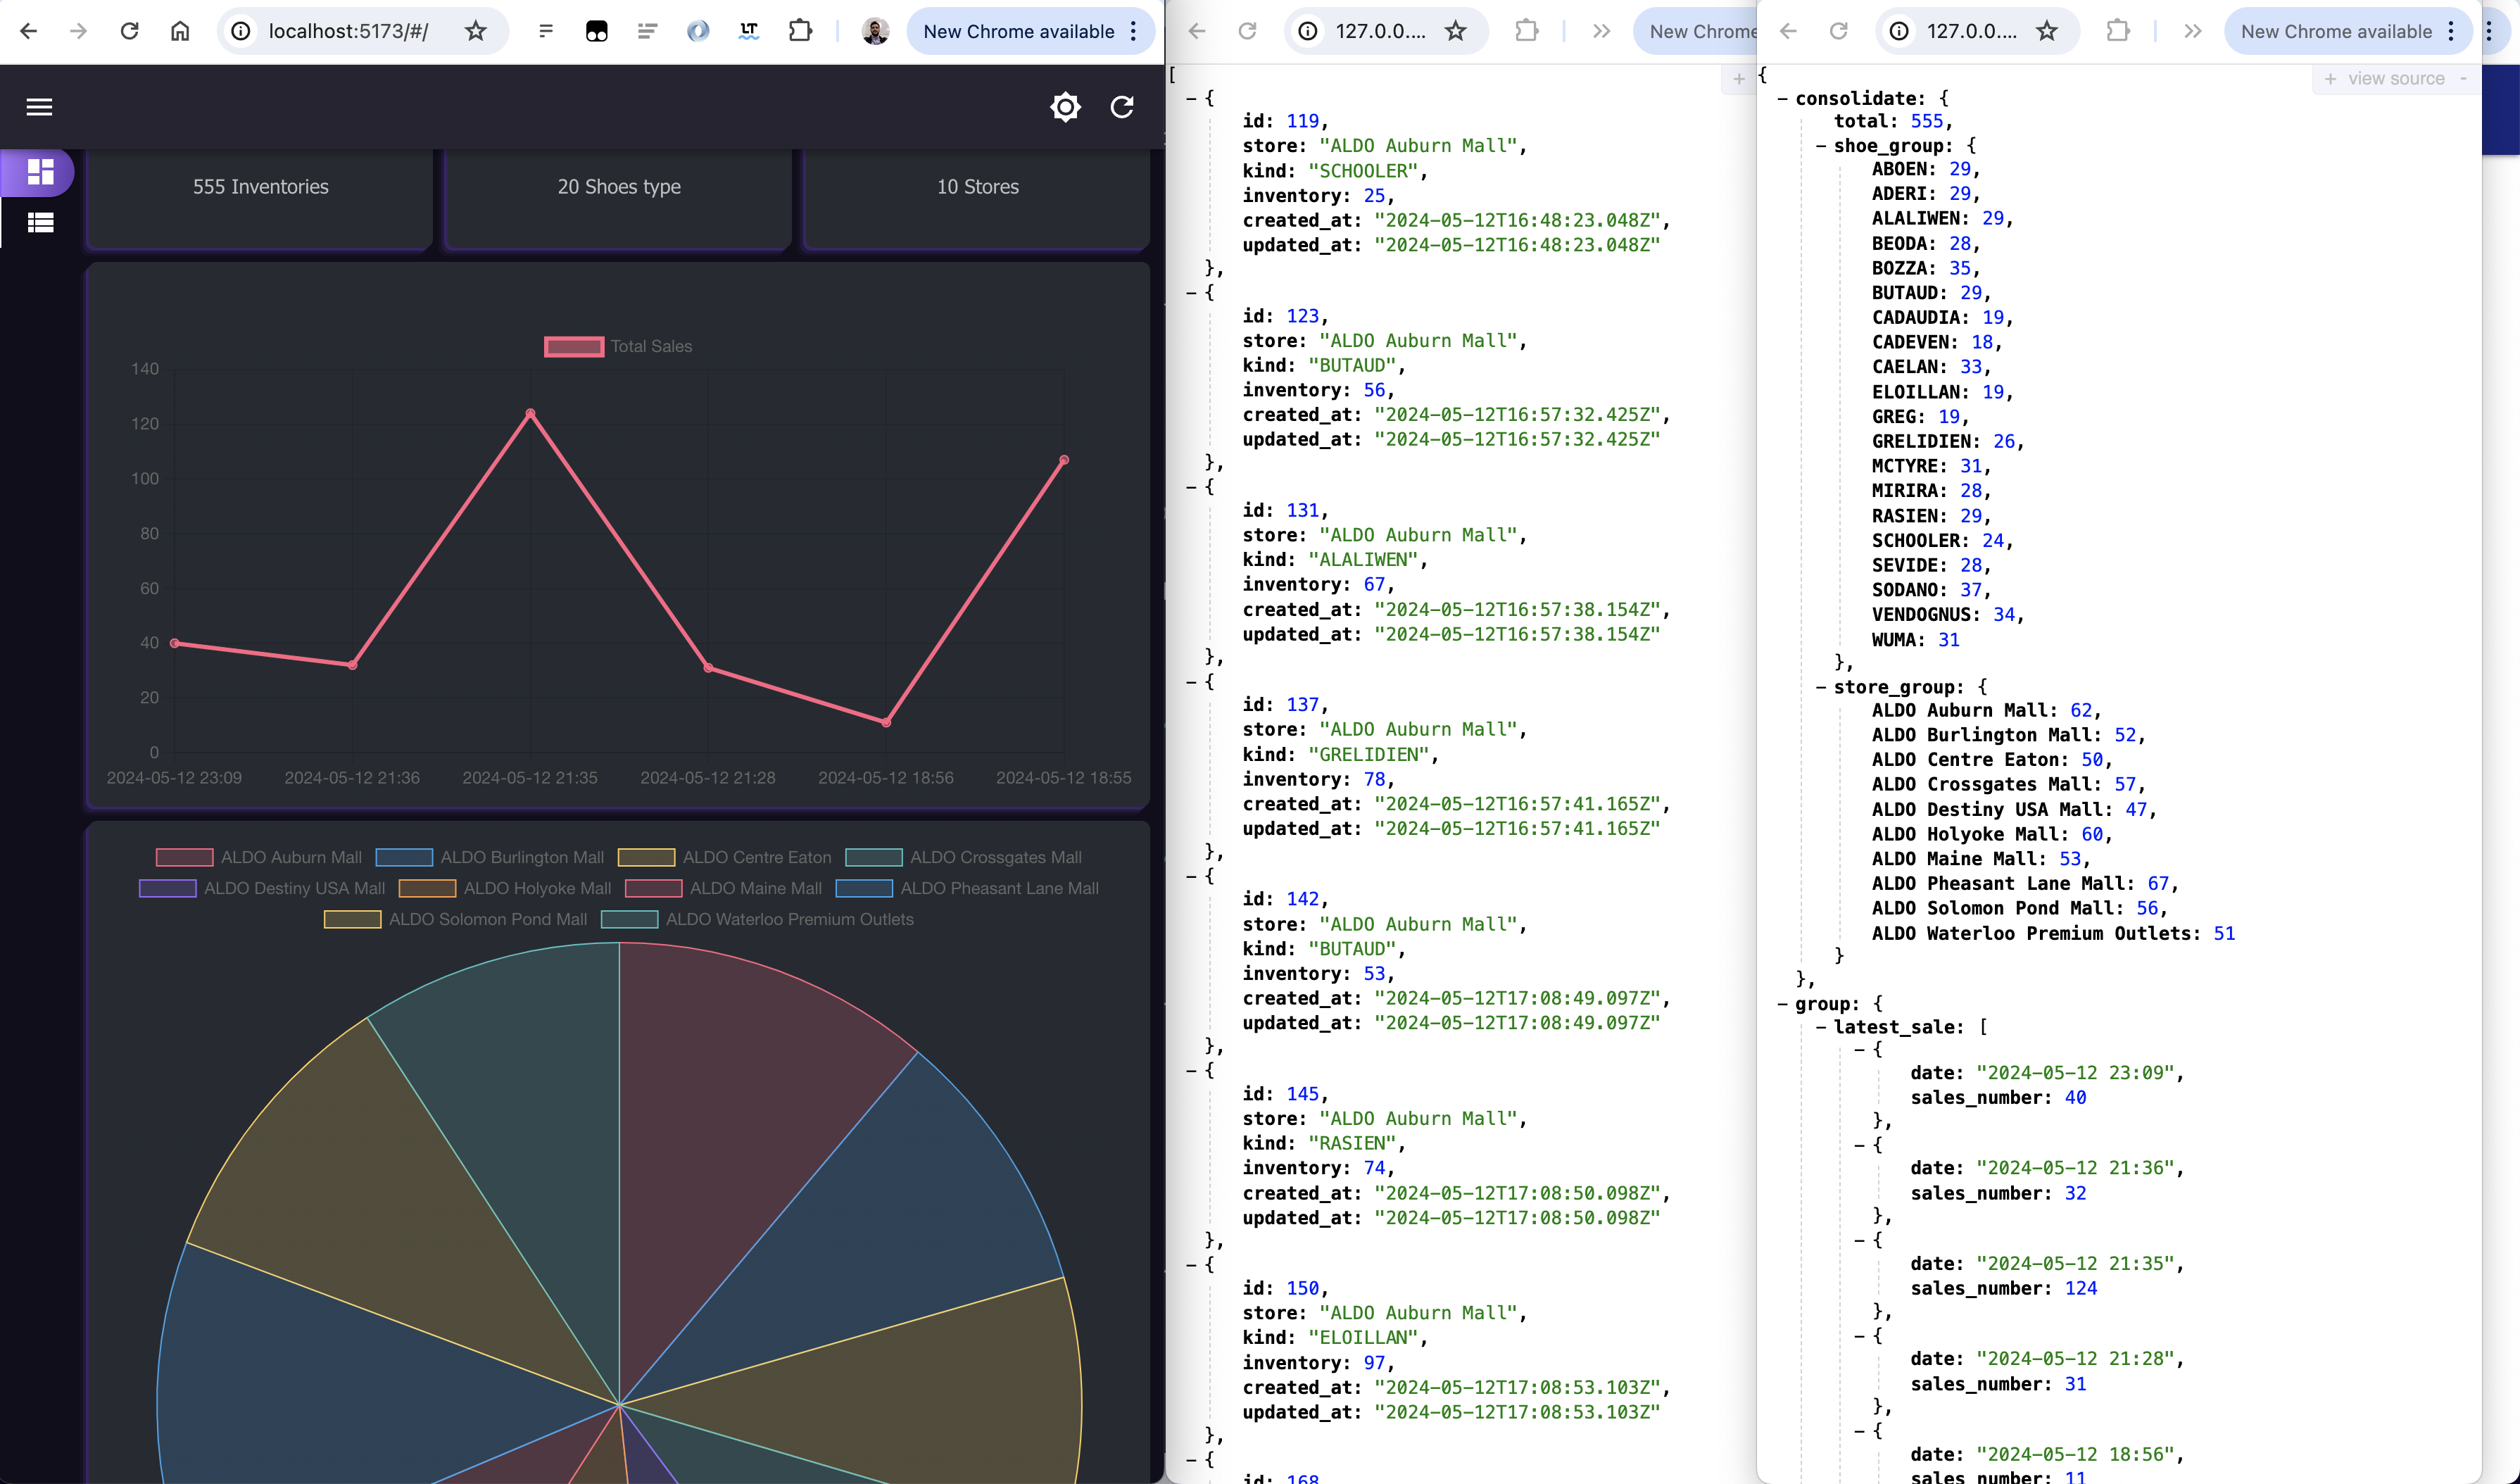 localhost:5173/#/
LT
New Chrome available
555 Inventories
20 Shoes type
10 Stores
Total Sales
140
120
100
80
60
40
20
0
2024-05-12 23:09
2024-05-12 21:36
2024-05-12 21:35
2024-05-12 21:28
2024-05-12 18:56
2024-05-12 18:55
ALDO Auburn Mall
ALDO Burlington Mall
ALDO Centre Eaton
ALDO Crossgates Mall
ALDO Destiny USA Mall
ALDO Holyoke Mall
ALDO Maine Mall
ALDO Pheasant Lane Mall
ALDO Solomon Pond Mall
ALDO Waterloo Premium Outlets
127.0.0....
New Chrome
+
[
– {
id: 119,
store: "ALDO Auburn Mall",
kind: "SCHOOLER",
inventory: 25,
created_at: "2024-05-12T16:48:23.048Z",
updated_at: "2024-05-12T16:48:23.048Z"
},
– {
id: 123,
store: "ALDO Auburn Mall",
kind: "BUTAUD",
inventory: 56,
created_at: "2024-05-12T16:57:32.425Z",
updated_at: "2024-05-12T16:57:32.425Z"
},
– {
id: 131,
store: "ALDO Auburn Mall",
kind: "ALALIWEN",
inventory: 67,
created_at: "2024-05-12T16:57:38.154Z",
updated_at: "2024-05-12T16:57:38.154Z"
},
– {
id: 137,
store: "ALDO Auburn Mall",
kind: "GRELIDIEN",
inventory: 78,
created_at: "2024-05-12T16:57:41.165Z",
updated_at: "2024-05-12T16:57:41.165Z"
},
– {
id: 142,
store: "ALDO Auburn Mall",
kind: "BUTAUD",
inventory: 53,
created_at: "2024-05-12T17:08:49.097Z",
updated_at: "2024-05-12T17:08:49.097Z"
},
– {
id: 145,
store: "ALDO Auburn Mall",
kind: "RASIEN",
inventory: 74,
created_at: "2024-05-12T17:08:50.098Z",
updated_at: "2024-05-12T17:08:50.098Z"
},
– {
id: 150,
store: "ALDO Auburn Mall",
kind: "ELOILLAN",
inventory: 97,
created_at: "2024-05-12T17:08:53.103Z",
updated_at: "2024-05-12T17:08:53.103Z"
},
– {
id: 168
127.0.0....
New Chrome available
+ view source -
{
– consolidate: {
total: 555,
– shoe_group: {
ABOEN: 29,
ADERI: 29,
ALALIWEN: 29,
BEODA: 28,
BOZZA: 35,
BUTAUD: 29,
CADAUDIA: 19,
CADEVEN: 18,
CAELAN: 33,
ELOILLAN: 19,
GREG: 19,
GRELIDIEN: 26,
MCTYRE: 31,
MIRIRA: 28,
RASIEN: 29,
SCHOOLER: 24,
SEVIDE: 28,
SODANO: 37,
VENDOGNUS: 34,
WUMA: 31
},
– store_group: {
ALDO Auburn Mall: 62,
ALDO Burlington Mall: 52,
ALDO Centre Eaton: 50,
ALDO Crossgates Mall: 57,
ALDO Destiny USA Mall: 47,
ALDO Holyoke Mall: 60,
ALDO Maine Mall: 53,
ALDO Pheasant Lane Mall: 67,
ALDO Solomon Pond Mall: 56,
ALDO Waterloo Premium Outlets: 51
}
},
– group: {
– latest_sale: [
– {
date: "2024-05-12 23:09",
sales_number: 40
},
– {
date: "2024-05-12 21:36",
sales_number: 32
},
– {
date: "2024-05-12 21:35",
sales_number: 124
},
– {
date: "2024-05-12 21:28",
sales_number: 31
},
– {
date: "2024-05-12 18:56",
sales_number: 11